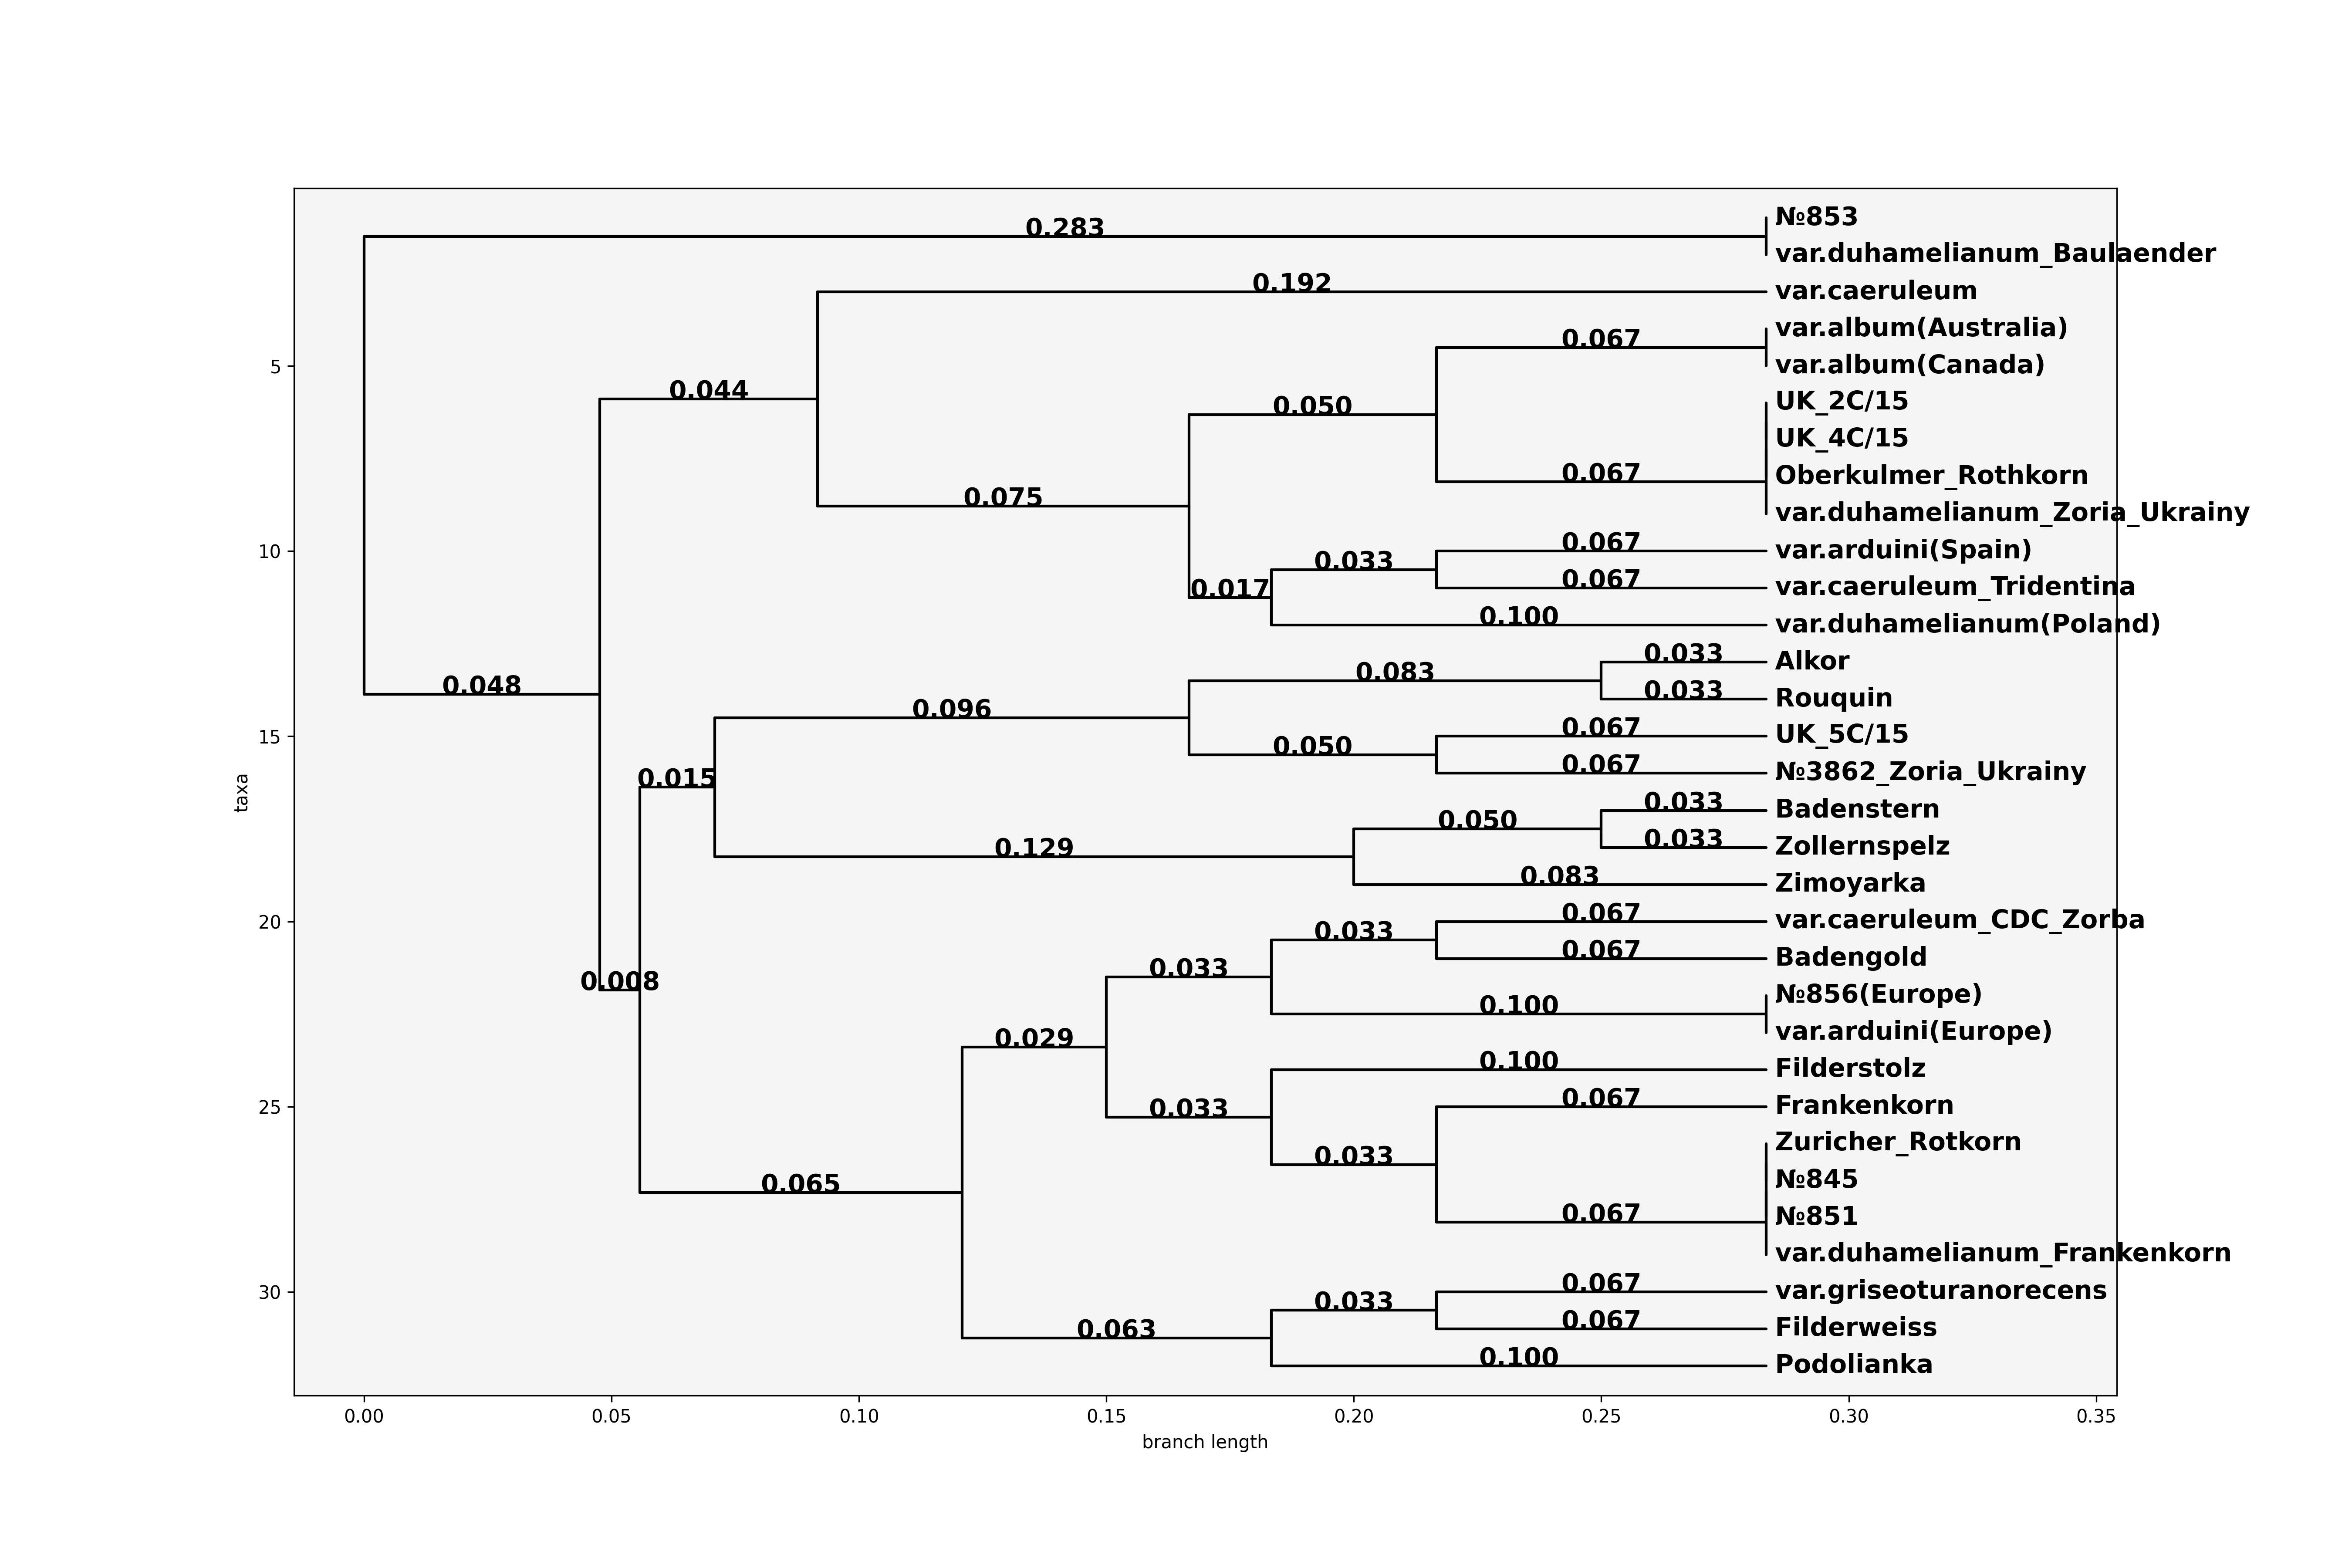 0.283
№853
var.duhamelianum_Baulaender
0.192
var.caeruleum
0.067
var.album(Australia)
5
var.album(Canada)
0.044
0.050
UK_2C/15
UK_4C/15
0.067
Oberkulmer_Rothkorn
0.075
var.duhamelianum_Zoria_Ukrainy
10
0.067
var.arduini(Spain)
0.033
0.017
0.067
var.caeruleum_Tridentina
0.100
var.duhamelianum(Poland)
0.033
Alkor
0.083
0.048
0.033
Rouquin
0.096
15
0.067
UK_5C/15
0.050
0.015
0.067
№3862_Zoria_Ukrainy
taxa
0.033
Badenstern
0.050
0.033
Zollernspelz
0.129
0.083
Zimoyarka
20
0.067
var.caeruleum_CDC_Zorba
0.033
0.067
Badengold
0.033
0.008
№856(Europe)
0.100
var.arduini(Europe)
0.029
0.100
Filderstolz
25
0.067
Frankenkorn
0.033
Zuricher_Rotkorn
0.033
№845
0.065
0.067
№851
var.duhamelianum_Frankenkorn
30
0.067
var.griseoturanorecens
0.033
0.067
Filderweiss
0.063
0.100
Podolianka
0.00 0.05 0.10 0.15 0.20 0.25 0.30 0.35
branch length